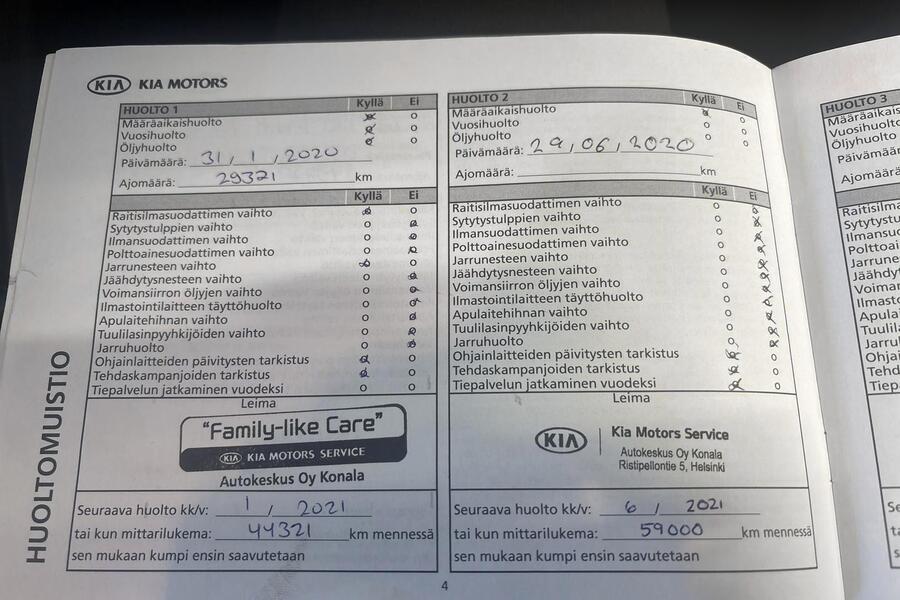 KIA KIA MOTORS
HUOLTO 1 Kyllä Ei
Määräaikaishuolto
Vuosihuolto
Öljyhuolto
Päivämäärä: 31, 1, 2020
Ajomäärä: 29321 km
Kyllä Ei
Raitisilmasuodattimen vaihto
Sytytystulppien vaihto
Ilmansuodattimen vaihto
Polttoainesuodattimen vaihto
Jarrunesteen vaihto
Jäähdytysnesteen vaihto
Voimansiirron öljyjen vaihto
Ilmastointilaitteen täyttöhuolto
Apulaitehihnan vaihto
Tuulilasinpyyhkijöiden vaihto
Jarruhuolto
Ohjainlaitteiden päivitysten tarkistus
Tehdaskampanjoiden tarkistus
Tiepalvelun jatkaminen vuodeksi
Leima
"Family-like Care"
KIA KIA MOTORS SERVICE
Autokeskus Oy Konala
Seuraava huolto kk/v: 1 / 2021
tai kun mittarilukema: 44321 km mennessä
sen mukaan kumpi ensin saavutetaan
HUOLTO 2 Kyllä Ei
Määräaikaishuolto
Vuosihuolto
Öljyhuolto
Päivämäärä: 29, 06, 2020
Ajomäärä: km
Kyllä Ei
Raitisilmasuodattimen vaihto
Sytytystulppien vaihto
Ilmansuodattimen vaihto
Polttoainesuodattimen vaihto
Jarrunesteen vaihto
Jäähdytysnesteen vaihto
Voimansiirron öljyjen vaihto
Ilmastointilaitteen täyttöhuolto
Apulaitehihnan vaihto
Tuulilasinpyyhkijöiden vaihto
Jarruhuolto
Ohjainlaitteiden päivitysten tarkistus
Tehdaskampanjoiden tarkistus
Tiepalvelun jatkaminen vuodeksi
Leima
KIA Kia Motors Service
Autokeskus Oy Konala
Ristipellontie 5, Helsinki
Seuraava huolto kk/v: 6 / 2021
tai kun mittarilukema: 59000 km mennessä
sen mukaan kumpi ensin saavutetaan
HUOLTO 3
Vuosihuolto
Öljyhuolto
Päivämäärä:
Ajomäärä:
HUOLTOMUISTIO
4